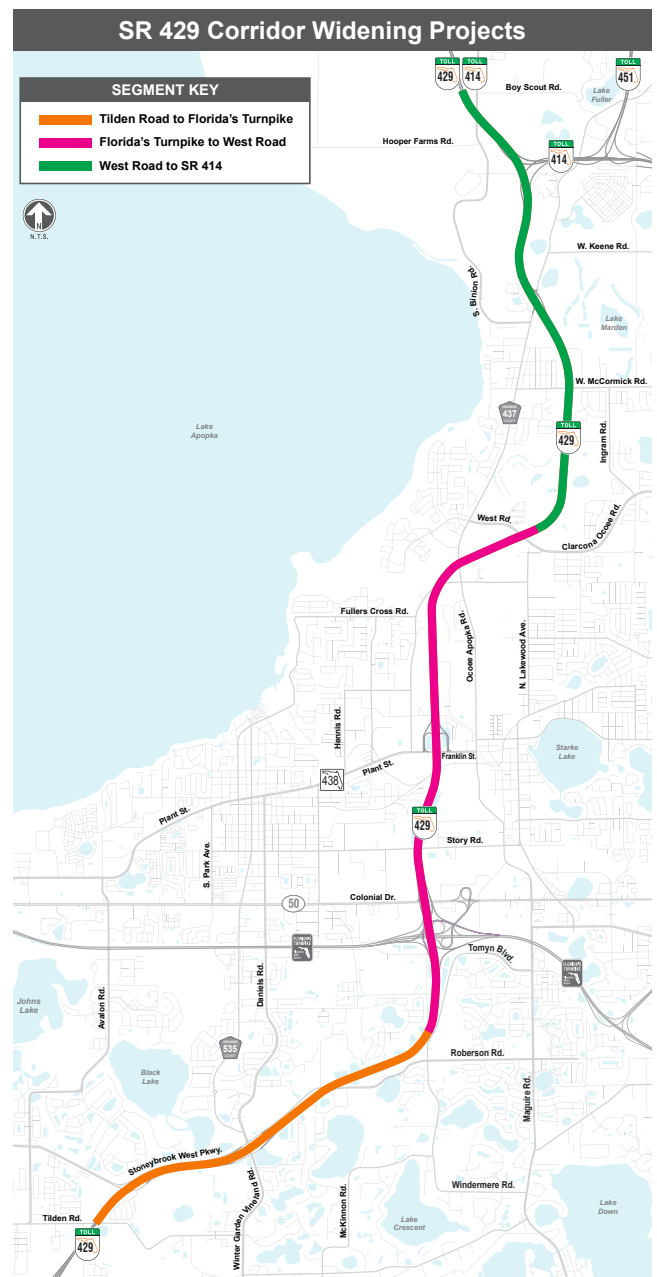 SR 429 Corridor Widening Projects
SEGMENT KEY
Tilden Road to Florida's Turnpike
Florida's Turnpike to West Road
West Road to SR 414
N
N.T.S.
TOLL
429
TOLL
414
TOLL
451
Boy Scout Rd.
Lake
Fuller
Hooper Farms Rd.
TOLL
414
W. Keene Rd.
S. Binion Rd.
Lake
Marden
W. McCormick Rd.
ORANGE
437
COUNTY
Lake
Apopka
TOLL
429
Ingram Rd.
West Rd.
Clarcona Ocoee Rd.
Fullers Cross Rd.
Ocoee Apopka Rd.
N. Lakewood Ave.
Hennis Rd.
Starke
Lake
Franklin St.
Plant St.
438
Plant St.
TOLL
429
Story Rd.
S. Park Ave.
Colonial Dr.
50
Tomyn Blvd.
Johns
Lake
Avalon Rd.
Daniels Rd.
ORANGE
535
COUNTY
Roberson Rd.
Black
Lake
Maguire Rd.
Stoneybrook West Pkwy.
Windermere Rd.
Winter Garden Vineland Rd.
McKinnon Rd.
Lake
Down
Tilden Rd.
Lake
Crescent
TOLL
429